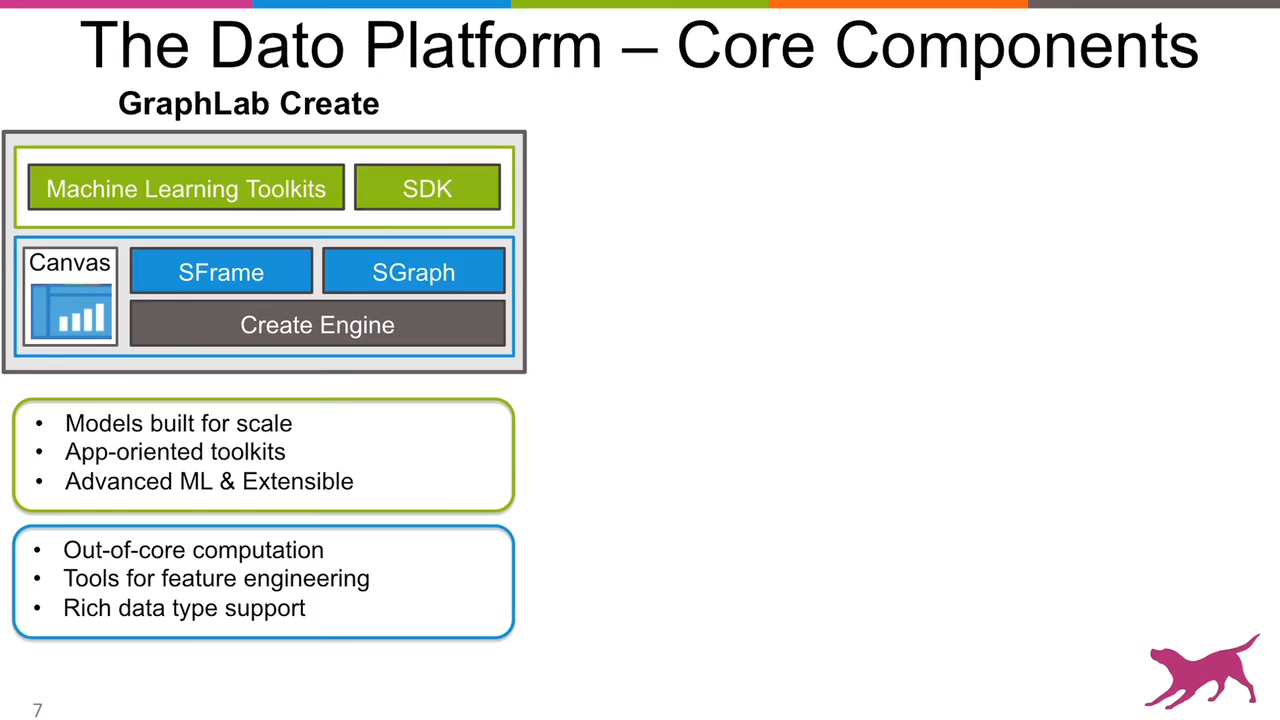 The Dato Platform – Core Components
GraphLab Create
Machine Learning Toolkits
SDK
Canvas
SFrame
SGraph
Create Engine
• Models built for scale
• App-oriented toolkits
• Advanced ML & Extensible
• Out-of-core computation
• Tools for feature engineering
• Rich data type support
7